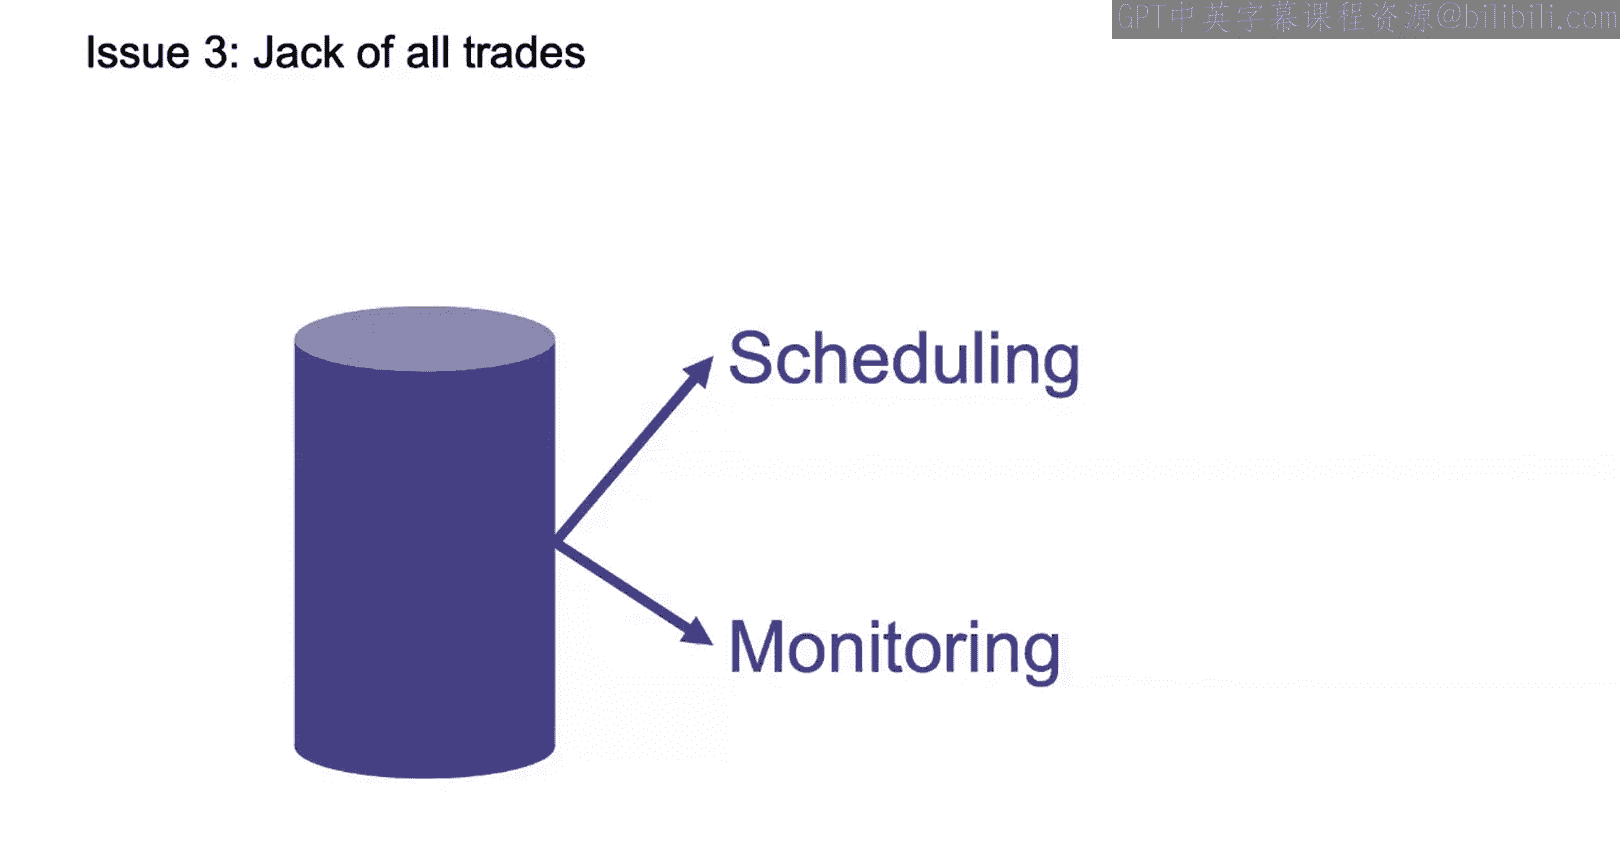 GPT中英字幕课程资源@bilibili.com
Issue 3: Jack of all trades
Scheduling
Monitoring